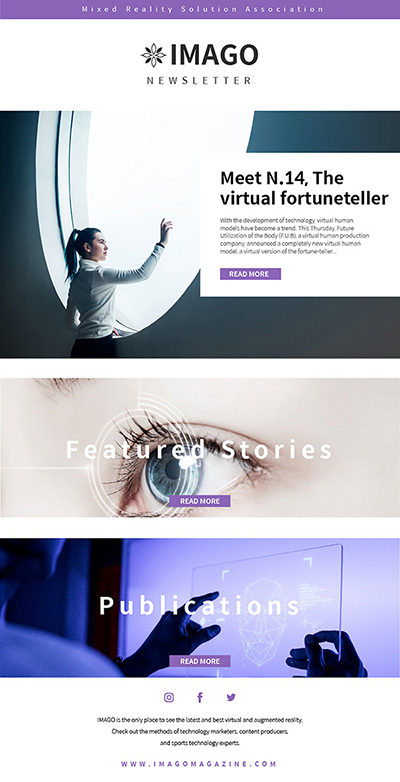 Mixed Reality Solution Association
IMAGO
NEWSLETTER
Meet N.14, The
virtual fortuneteller
With the development of technology, virtual human
models have become a trend. This Thursday, Future
Utilization of the Body (F.U.B), a virtual human production
company, announced a completely new virtual human
model, a virtual version of the fortune-teller...
READ MORE
Featured Stories
READ MORE
Publications
READ MORE
IMAGO is the only place to see the latest and best virtual and augmented reality.
Check out the methods of technology marketers, content producers,
and sports technology experts.
WWW.IMAGOMAGAZINE.COM